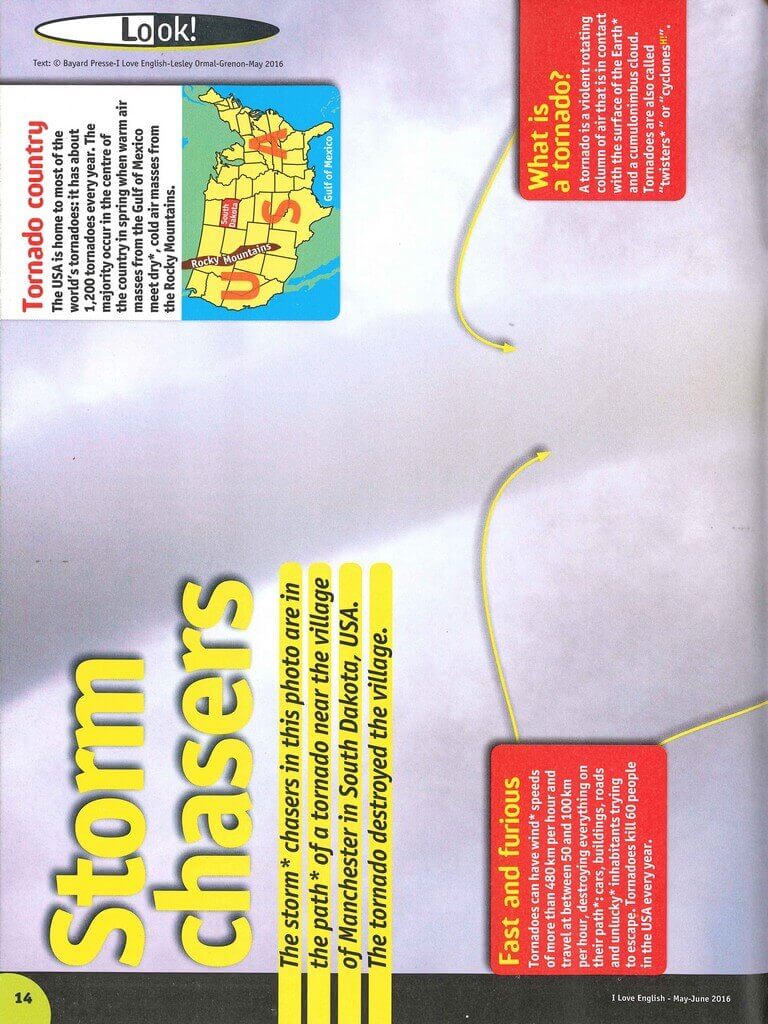 Look!
Text: © Bayard Presse-I Love English-Lesley Ormal-Grenon-May 2016
Storm
chasers
The storm* chasers in this photo are in
the path* of a tornado near the village
of Manchester in South Dakota, USA.
The tornado destroyed the village.
Tornado country
The USA is home to most of the
world's tornadoes: it has about
1,200 tornadoes every year. The
majority occur in the centre of
the country in spring when warm air
masses from the Gulf of Mexico
meet dry*, cold air masses from
the Rocky Mountains.
South
Dakota
Rocky Mountains
USA
Gulf of Mexico
Fast and furious
Tornadoes can have wind* speeds
of more than 480 km per hour and
travel at between 50 and 100 km
per hour, destroying everything on
their path*: cars, buildings, roads
and unlucky* inhabitants trying
to escape. Tornadoes kill 60 people
in the USA every year.
What is
a tornado?
A tornado is a violent rotating
column of air that is in contact
with the surface of the Earth*
and a cumulonimbus cloud.
Tornadoes are also called
"twisters*" or "cyclonesH!".
14
I Love English - May-June 2016